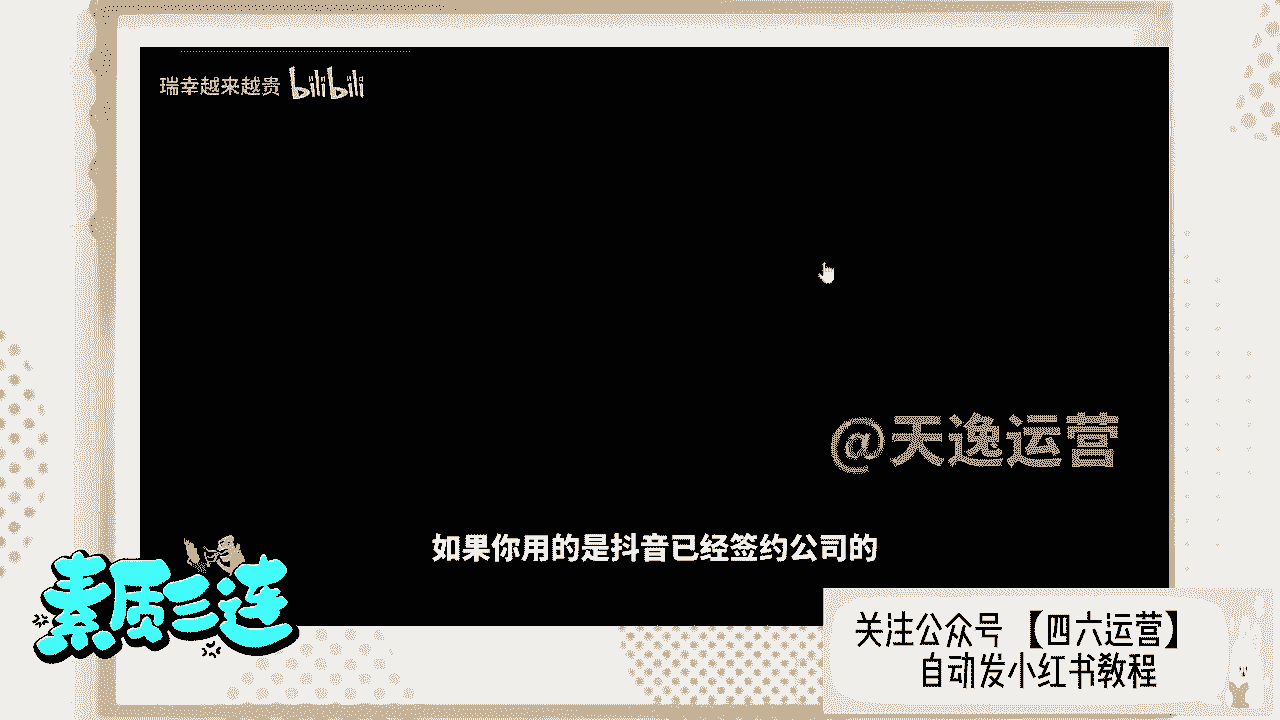 瑞幸越来越贵 bilibili
@天逸运营
如果你用的是抖音已经签约公司的
素质三连
关注公众号【四六运营】
自动发小红书教程